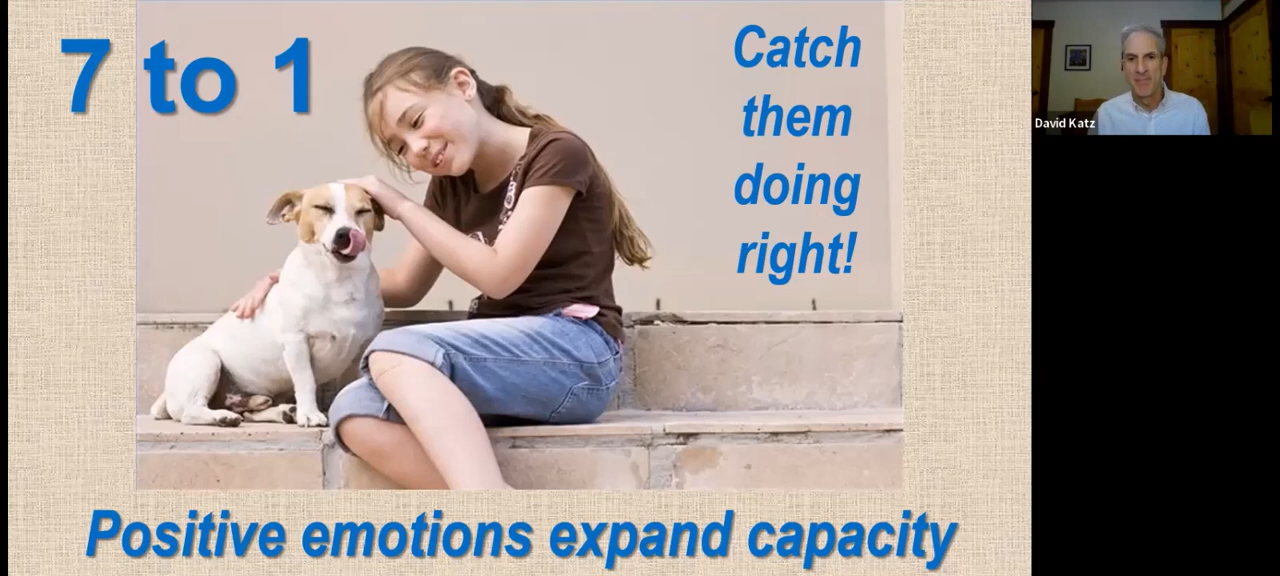 7 to 1
Catch
them
doing
right!
David Katz
Positive emotions expand capacity